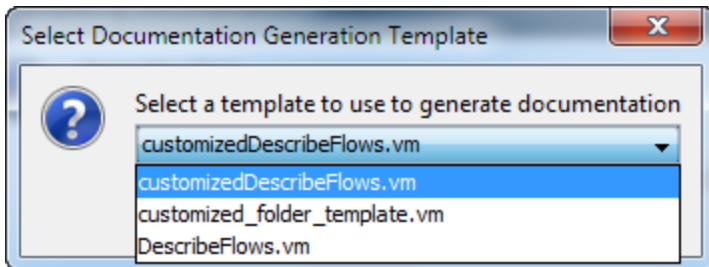 Select Documentation Generation Template
Select a template to use to generate documentation
customizedDescribeFlows.vm
customizedDescribeFlows.vm
customized_folder_template.vm
DescribeFlows.vm